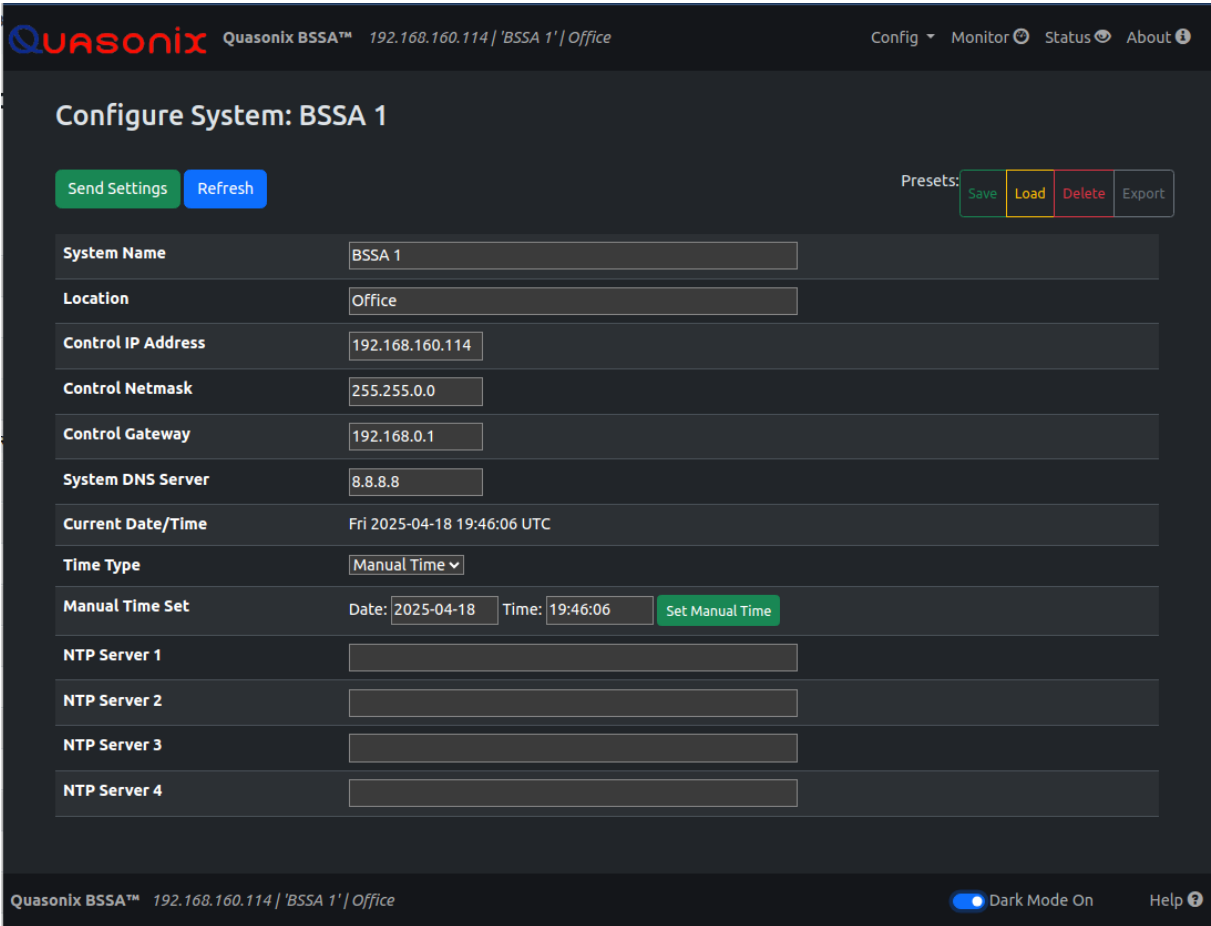 Quasonix Quasonix BSSA™ 192.168.160.114 | 'BSSA 1' | Office Config Monitor Status About
Configure System: BSSA 1
Send Settings Refresh Presets: Save Load Delete Export
System Name BSSA 1
Location Office
Control IP Address 192.168.160.114
Control Netmask 255.255.0.0
Control Gateway 192.168.0.1
System DNS Server 8.8.8.8
Current Date/Time Fri 2025-04-18 19:46:06 UTC
Time Type Manual Time
Manual Time Set Date: 2025-04-18 Time: 19:46:06 Set Manual Time
NTP Server 1
NTP Server 2
NTP Server 3
NTP Server 4
Quasonix BSSA™ 192.168.160.114 | 'BSSA 1' | Office Dark Mode On Help